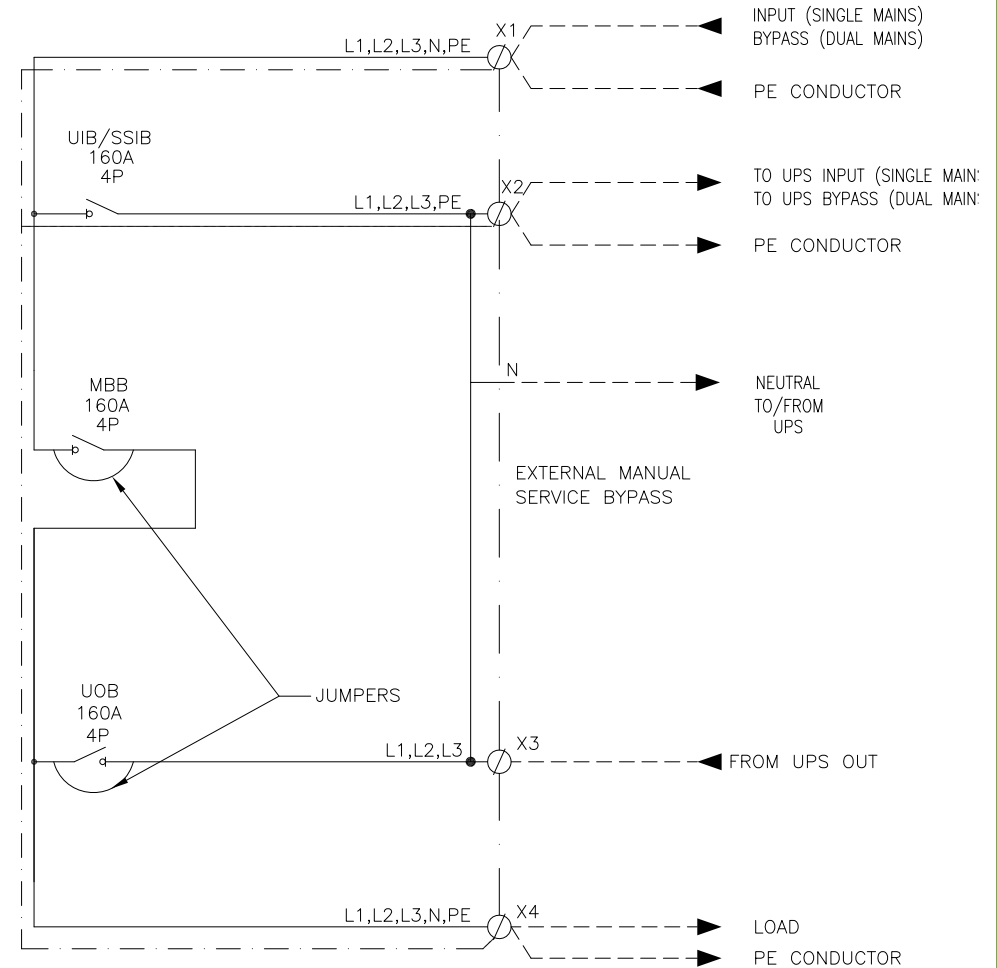 INPUT (SINGLE MAINS)
BYPASS (DUAL MAINS)
X1
L1,L2,L3,N,PE
PE CONDUCTOR
UIB/SSIB
160A
4P
TO UPS INPUT (SINGLE MAIN
TO UPS BYPASS (DUAL MAIN
X2
L1,L2,L3,PE
PE CONDUCTOR
N
MBB
160A
4P
NEUTRAL
TO/FROM
UPS
EXTERNAL MANUAL
SERVICE BYPASS
UOB
160A
4P
JUMPERS
L1,L2,L3
X3
FROM UPS OUT
L1,L2,L3,N,PE
X4
LOAD
PE CONDUCTOR